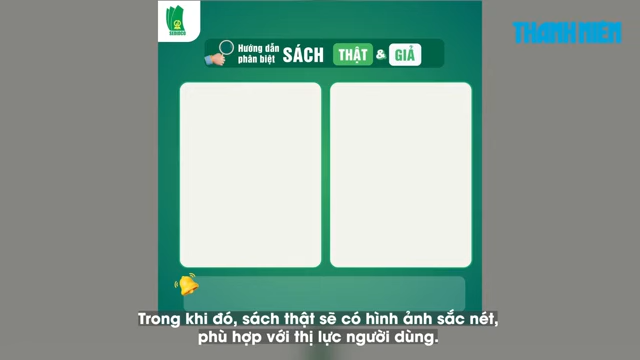 SEBOOK
THANH NIÊN
Hướng dẫn
phân biệt
SÁCH THẬT & GIẢ
Trong khi đó, sách thật sẽ có hình ảnh sắc nét,
phù hợp với thị lực người dùng.